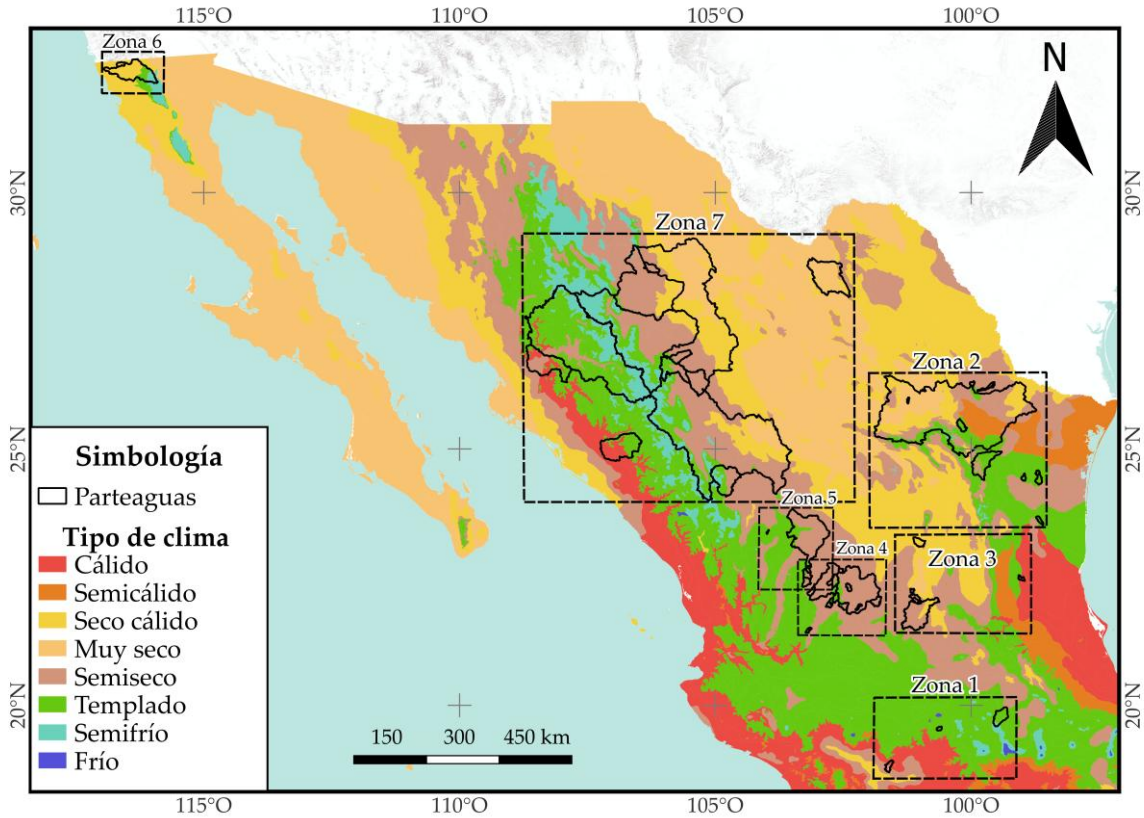 115°O
110°O
105°O
100°O
Zona 6
N
30°N
30°N
Zona 7
Zona 2
25°N
25°N
Simbología
Parteaguas
Tipo de clima
Cálido
Semicálido
Seco cálido
Muy seco
Semiseco
Templado
Semifrío
Frío
Zona 5
Zona 4
Zona 3
20°N
20°N
Zona 1
150
300
450 km
115°O
110°O
105°O
100°O